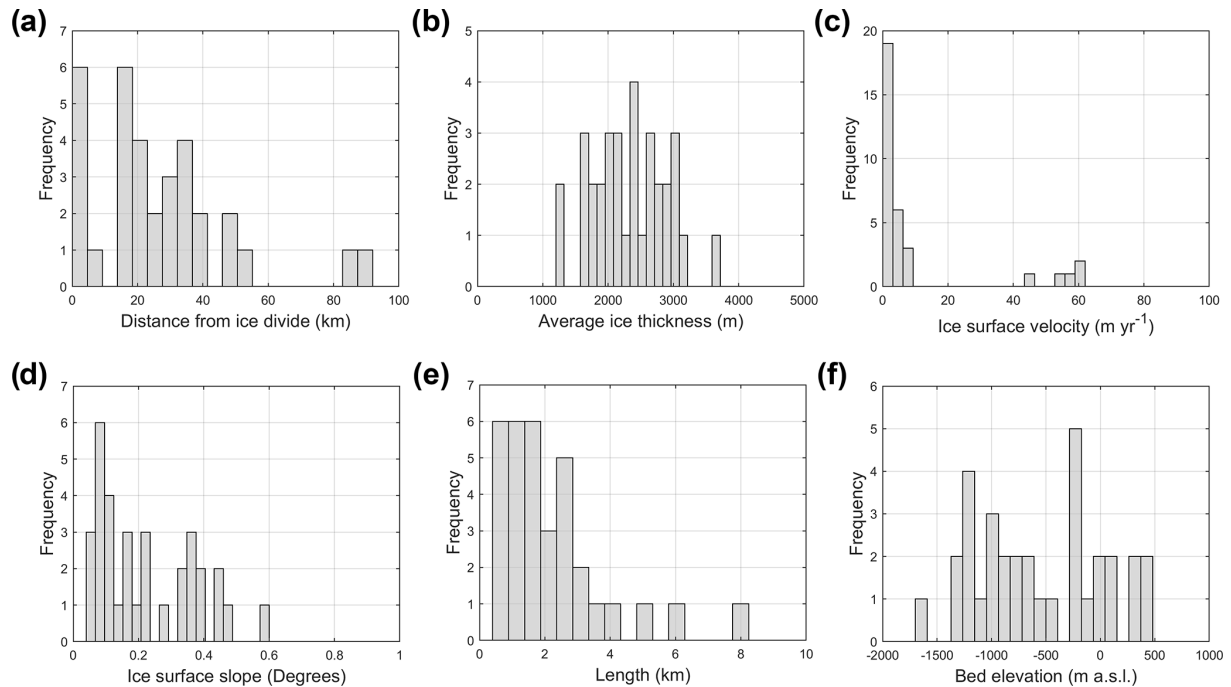 (a)
7
6
5
4
3
2
1
0
Frequency
0 20 40 60 80 100
Distance from ice divide (km)
(b)
5
4
3
2
1
0
Frequency
0 1000 2000 3000 4000 5000
Average ice thickness (m)
(c)
20
15
10
5
0
Frequency
0 20 40 60 80 100
Ice surface velocity (m yr⁻¹)
(d)
7
6
5
4
3
2
1
0
Frequency
0 0.2 0.4 0.6 0.8 1
Ice surface slope (Degrees)
(e)
7
6
5
4
3
2
1
0
Frequency
0 2 4 6 8 10
Length (km)
(f)
6
5
4
3
2
1
0
Frequency
-2000 -1500 -1000 -500 0 500 1000
Bed elevation (m a.s.l.)